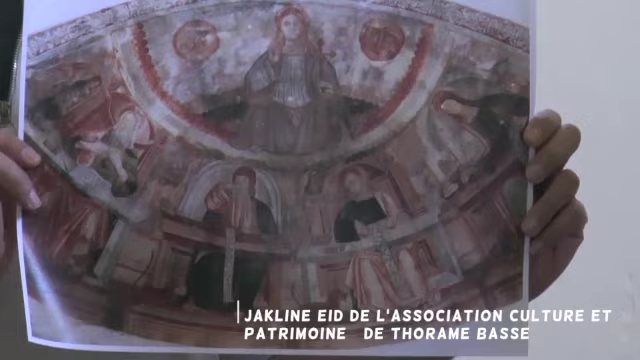 JAKLINE EID DE L'ASSOCIATION CULTURE ET
PATRIMOINE DE THORAME BASSE